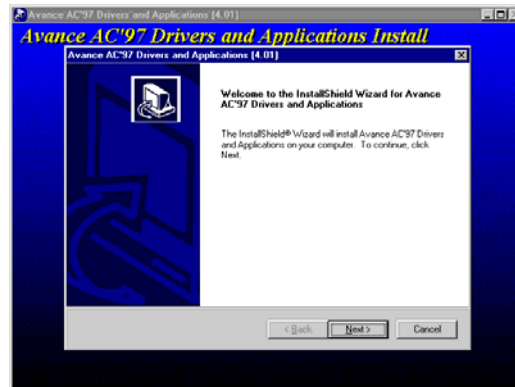 Avance AC'97 Drivers and Applications [4.01]
Avance AC'97 Drivers and Applications Install
Avance AC'97 Drivers and Applications [4.01]
Welcome to the InstallShield Wizard for Avance
AC'97 Drivers and Applications
The InstallShield® Wizard will install Avance AC'97 Drivers
and Applications on your computer. To continue, click
Next.
< Back
Next >
Cancel